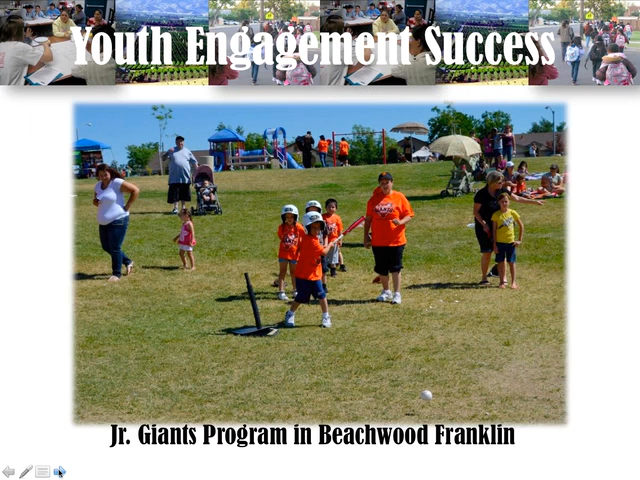 Youth Engagement Success
Jr. Giants Program in Beachwood Franklin